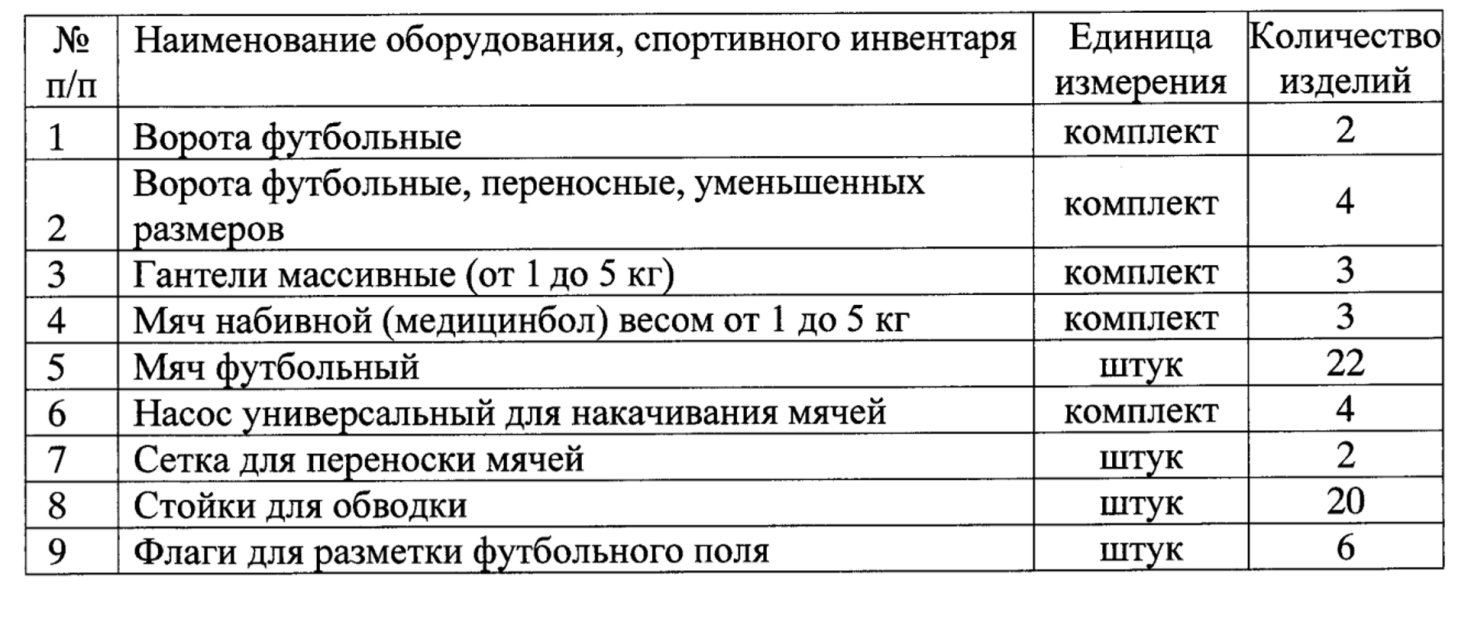 № п/п Наименование оборудования, спортивного инвентаря Единица измерения Количество изделий
1 Ворота футбольные комплект 2
2 Ворота футбольные, переносные, уменьшенных размеров комплект 4
3 Гантели массивные (от 1 до 5 кг) комплект 3
4 Мяч набивной (медицинбол) весом от 1 до 5 кг комплект 3
5 Мяч футбольный штук 22
6 Насос универсальный для накачивания мячей комплект 4
7 Сетка для переноски мячей штук 2
8 Стойки для обводки штук 20
9 Флаги для разметки футбольного поля штук 6